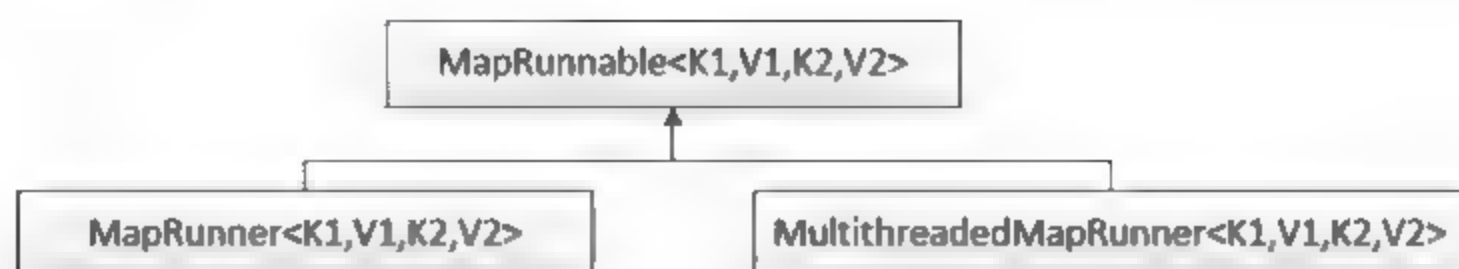 MapRunnable<K1,V1,K2,V2>
MapRunner<K1,V1,K2,V2>
MultithreadedMapRunner<K1,V1,K2,V2>